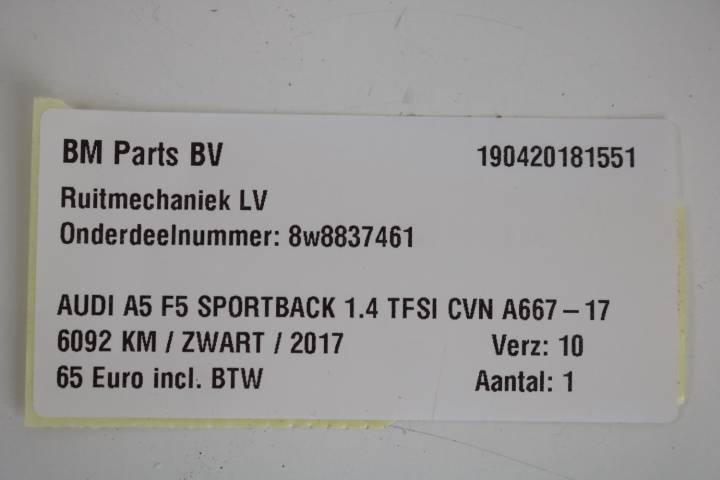 BM Parts BV 190420181551
Ruitmechaniek LV
Onderdeelnummer: 8w8837461
AUDI A5 F5 SPORTBACK 1.4 TFSI CVN A667 – 17
6092 KM / ZWART / 2017 Verz: 10
65 Euro incl. BTW Aantal: 1